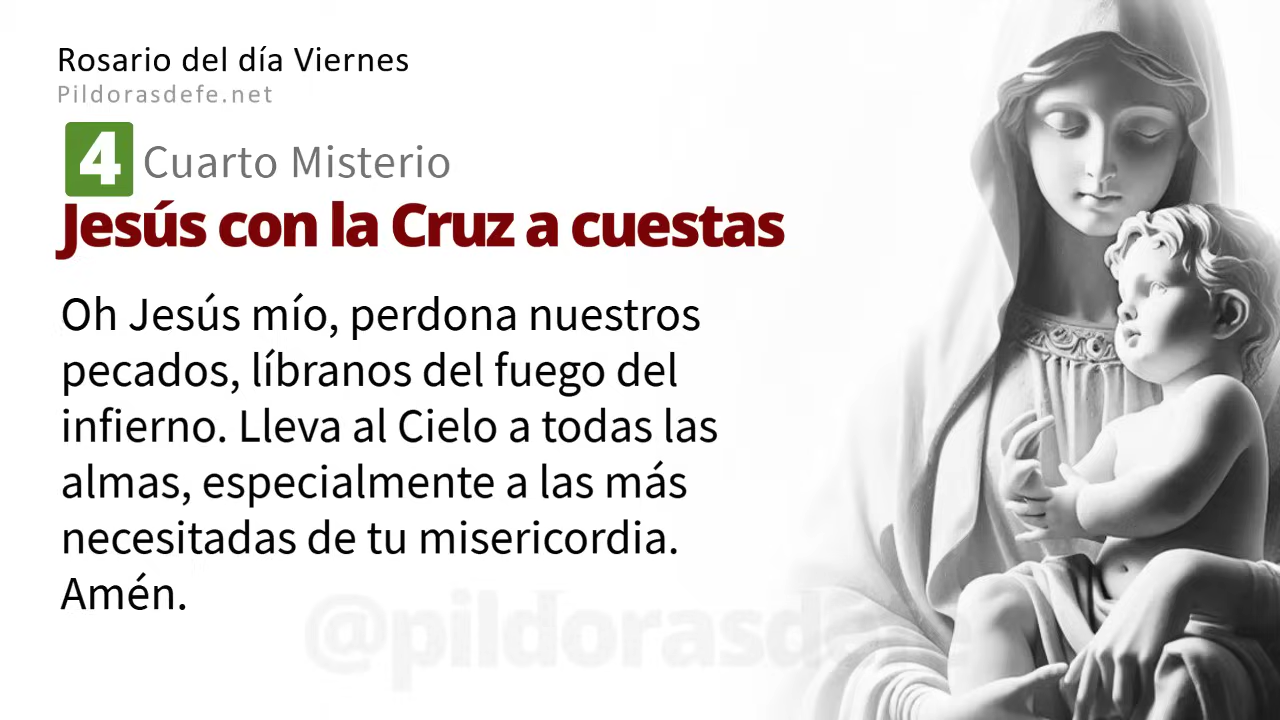 Rosario del día Viernes
Pildorasdefe.net
4 Cuarto Misterio
Jesús con la Cruz a cuestas
Oh Jesús mío, perdona nuestros
pecados, líbranos del fuego del
infierno. Lleva al Cielo a todas las
almas, especialmente a las más
necesitadas de tu misericordia.
Amén.
@pildorasdefe